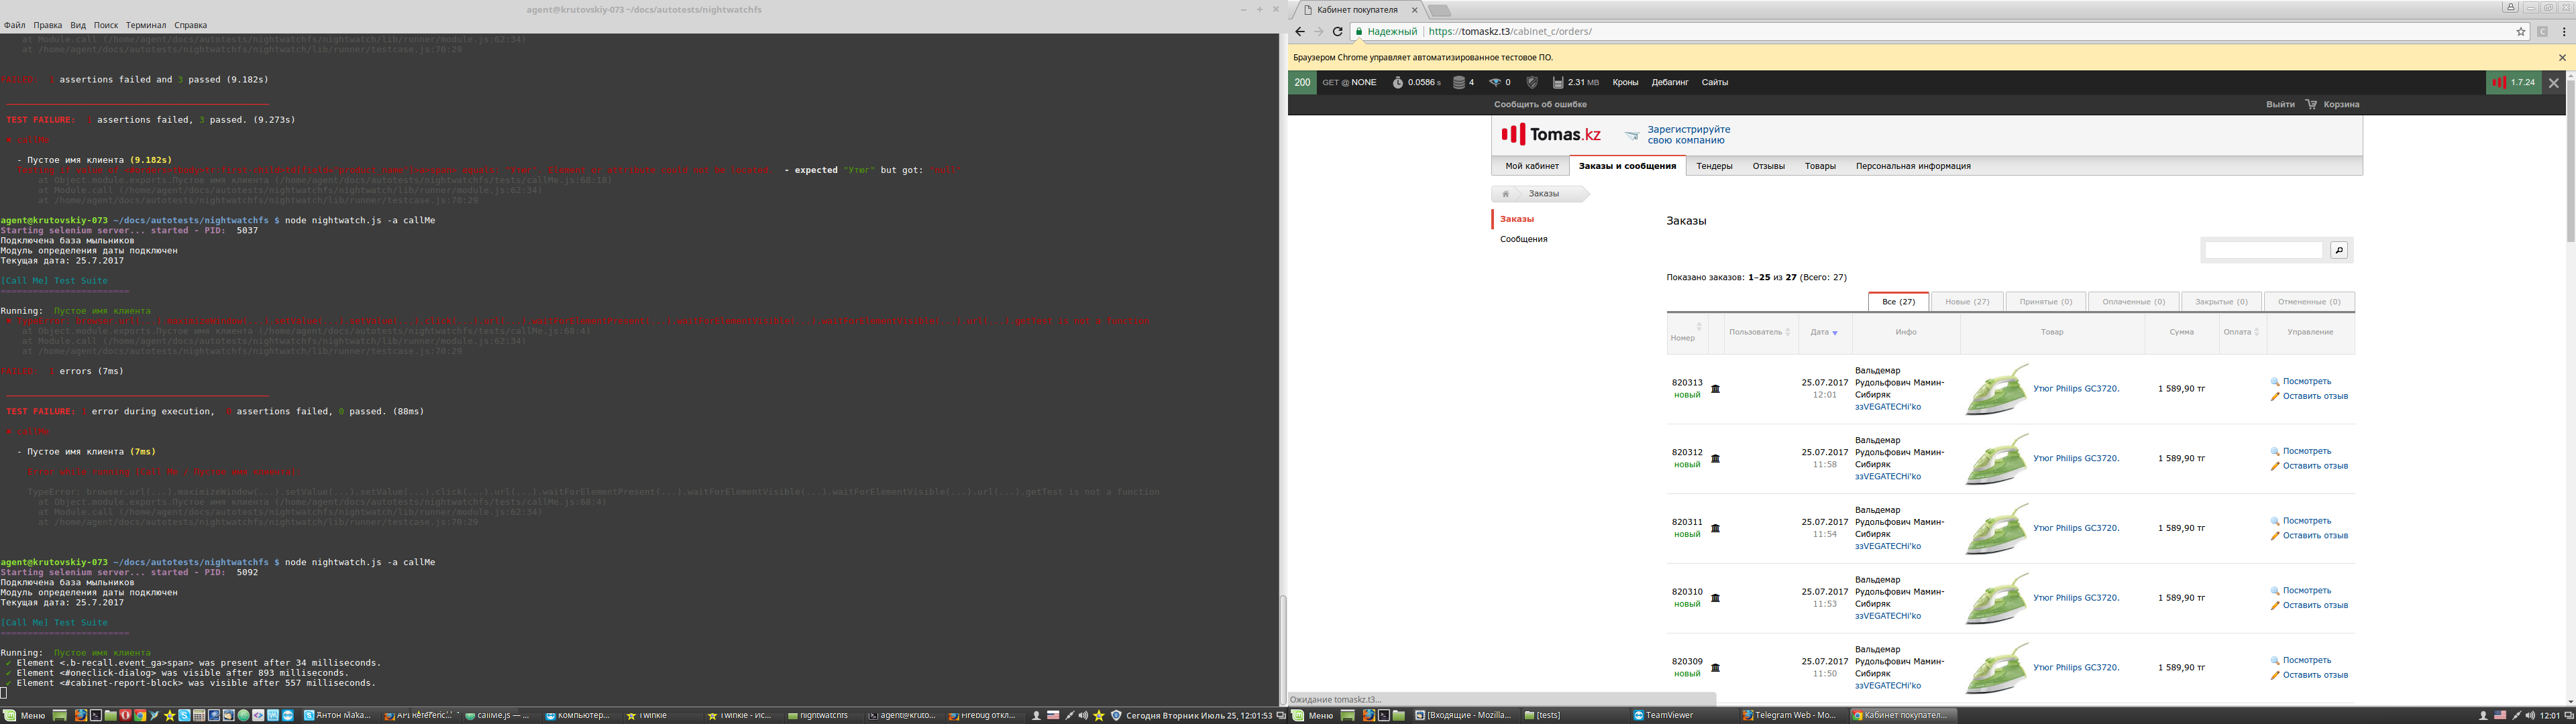 agent@krutovskiy-073 ~/docs/autotests/nightwatchfs
Файл Правка Вид Поиск Терминал Справка
at Module.call (/home/agent/docs/autotests/nightwatchfs/lib/runner/module.js:62:34)
at /home/agent/docs/autotests/nightwatchfs/lib/runner/testcase.js:70:29
FAILED: assertions failed and 3 passed (9.182s)
TEST FAILURE: assertions failed, 3 passed. (9.273s)
✖ callMe
- Пустое имя клиента (9.182s)
- expected "Утюг" but got: "null"
at Object.module.exports.Пустое имя клиента (/home/agent/docs/autotests/nightwatchfs/tests/callMe.js:68:18)
at Module.call (/home/agent/docs/autotests/nightwatchfs/lib/runner/module.js:62:34)
at /home/agent/docs/autotests/nightwatchfs/lib/runner/testcase.js:70:29
agent@krutovskiy-073 ~/docs/autotests/nightwatchfs $ node nightwatch.js -a callMe
Starting selenium server... started - PID: 5037
Подключена база мыльников
Модуль определения даты подключен
Текущая дата: 25.7.2017
[Call Me] Test Suite
========================
Running: Пустое имя клиента
✖ TypeError: browser.url(...).maximizeWindow(...).setValue(...).setValue(...).click(...).url(...).waitForElementPresent(...).waitForElementVisible(...).waitForElementVisible(...).url(...).getTest is not a function
at Object.module.exports.Пустое имя клиента (/home/agent/docs/autotests/nightwatchfs/tests/callMe.js:68:4)
at Module.call (/home/agent/docs/autotests/nightwatchfs/lib/runner/module.js:62:34)
at /home/agent/docs/autotests/nightwatchfs/lib/runner/testcase.js:70:29
FAILED: errors (7ms)
TEST FAILURE: error during execution, 0 assertions failed, 0 passed. (88ms)
✖ callMe
- Пустое имя клиента (7ms)
TypeError: browser.url(...).maximizeWindow(...).setValue(...).setValue(...).click(...).url(...).waitForElementPresent(...).waitForElementVisible(...).waitForElementVisible(...).url(...).getTest is not a function
at Object.module.exports.Пустое имя клиента (/home/agent/docs/autotests/nightwatchfs/tests/callMe.js:68:4)
at Module.call (/home/agent/docs/autotests/nightwatchfs/lib/runner/module.js:62:34)
at /home/agent/docs/autotests/nightwatchfs/lib/runner/testcase.js:70:29
agent@krutovskiy-073 ~/docs/autotests/nightwatchfs $ node nightwatch.js -a callMe
Starting selenium server... started - PID: 5092
Подключена база мыльников
Модуль определения даты подключен
Текущая дата: 25.7.2017
[Call Me] Test Suite
========================
Running: Пустое имя клиента
✔ Element <.b-recall.event_ga>span> was present after 34 milliseconds.
✔ Element <#oneclick-dialog> was visible after 893 milliseconds.
✔ Element <#cabinet-report-block> was visible after 557 milliseconds.
Меню Антон Мака... API Referenc... callMe.js — ... Компьютер... Twinkle Twinkle - Ис... nightwatchfs agent@kruto... Firebug откл... Сегодня Вторник Июль 25, 12:01:53
Кабинет покупателя
Надежный https://tomaskz.t3/cabinet_c/orders/
Браузером Chrome управляет автоматизированное тестовое ПО.
200 GET @ NONE 0.0586 s 4 0 2.31 MB Кроны Дебагинг Сайты 1.7.24
Сообщить об ошибке Выйти Корзина
Tomas.kz Зарегистрируйте
свою компанию
Мой кабинет Заказы и сообщения Тендеры Отзывы Товары Персональная информация
Заказы
Заказы
Сообщения
Заказы
Показано заказов: 1–25 из 27 (Всего: 27)
Все (27) Новые (27) Принятые (0) Оплаченные (0) Закрытые (0) Отмененные (0)
Номер Пользователь Дата Инфо Товар Сумма Оплата Управление
820313 новый 25.07.2017 12:01 Вальдемар Рудольфович Мамин-Сибиряк ззVEGATECHi'ko Утюг Philips GC3720. 1 589,90 тг Посмотреть Оставить отзыв
820312 новый 25.07.2017 11:58 Вальдемар Рудольфович Мамин-Сибиряк ззVEGATECHi'ko Утюг Philips GC3720. 1 589,90 тг Посмотреть Оставить отзыв
820311 новый 25.07.2017 11:54 Вальдемар Рудольфович Мамин-Сибиряк ззVEGATECHi'ko Утюг Philips GC3720. 1 589,90 тг Посмотреть Оставить отзыв
820310 новый 25.07.2017 11:53 Вальдемар Рудольфович Мамин-Сибиряк ззVEGATECHi'ko Утюг Philips GC3720. 1 589,90 тг Посмотреть Оставить отзыв
820309 новый 25.07.2017 11:50 Вальдемар Рудольфович Мамин-Сибиряк ззVEGATECHi'ko Утюг Philips GC3720. 1 589,90 тг Посмотреть Оставить отзыв
Ожидание tomaskz.t3...
Меню [Входящие - Mozilla... [tests] TeamViewer Telegram Web - Mo... Кабинет покупател... 12:01